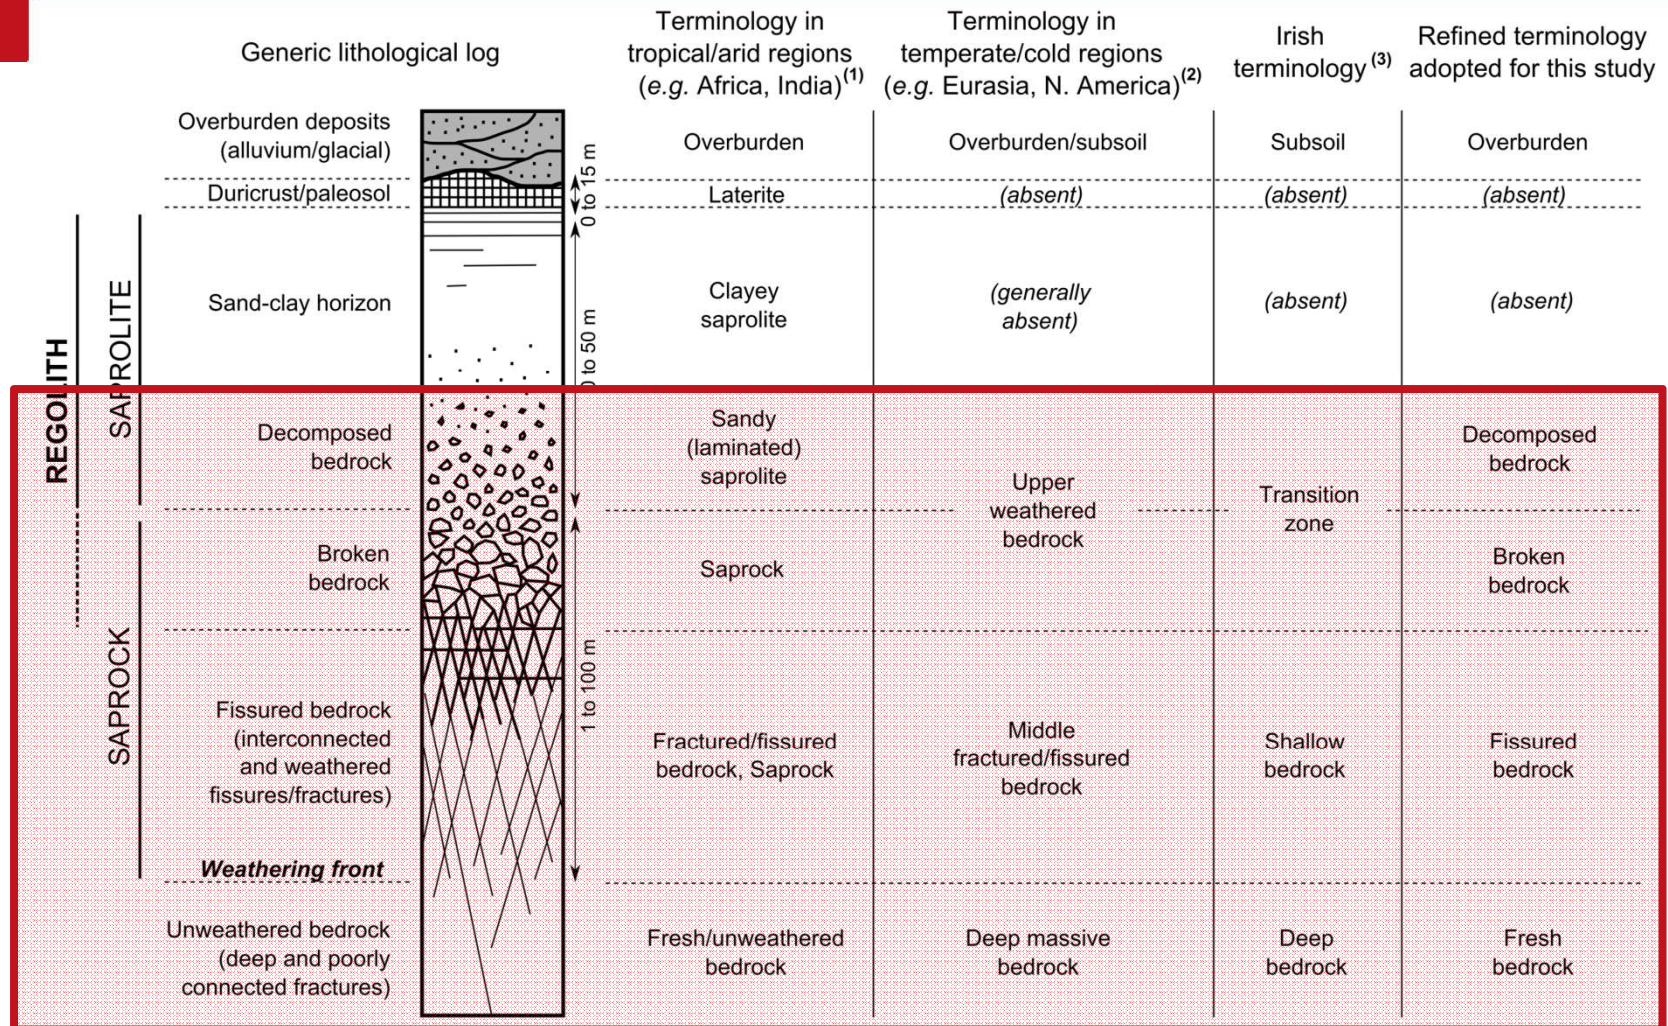 Generic lithological log
Terminology in
tropical/arid regions
(e.g. Africa, India)(1)
Terminology in
temperate/cold regions
(e.g. Eurasia, N. America)(2)
Irish
terminology (3)
Refined terminology
adopted for this study
Overburden deposits
(alluvium/glacial)
Overburden
Overburden/subsoil
Subsoil
Overburden
Duricrust/paleosol
0 to 15 m
Laterite
(absent)
(absent)
(absent)
REGOLITH
SAPROLITE
Sand-clay horizon
to 50 m
Clayey
saprolite
(generally
absent)
(absent)
(absent)
Decomposed
bedrock
Sandy
(laminated)
saprolite
Upper
weathered
bedrock
Transition
zone
Decomposed
bedrock
Broken
bedrock
Saprock
Broken
bedrock
SAPROCK
1 to 100 m
Fissured bedrock
(interconnected
and weathered
fissures/fractures)
Fractured/fissured
bedrock, Saprock
Middle
fractured/fissured
bedrock
Shallow
bedrock
Fissured
bedrock
Weathering front
Unweathered bedrock
(deep and poorly
connected fractures)
Fresh/unweathered
bedrock
Deep massive
bedrock
Deep
bedrock
Fresh
bedrock